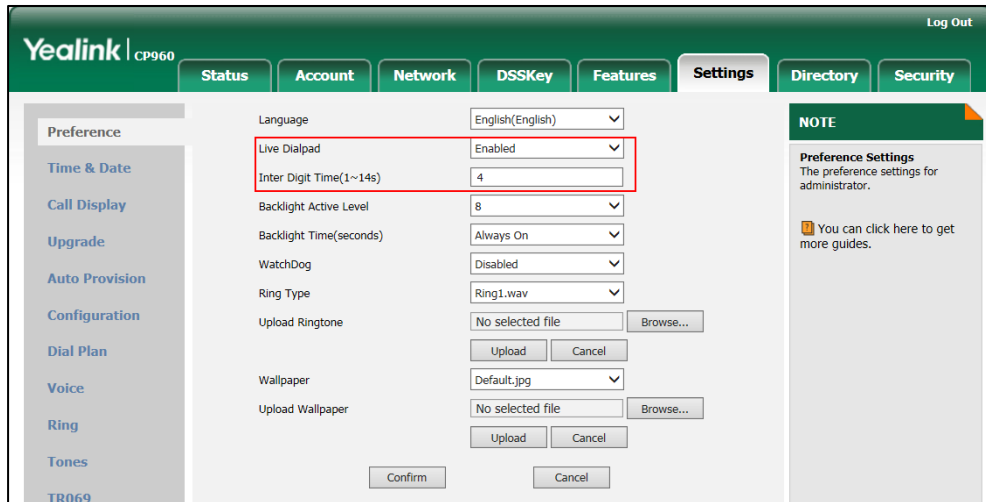 Log Out
Yealink | CP960
Status Account Network DSSKey Features Settings Directory Security
Preference
Time & Date
Call Display
Upgrade
Auto Provision
Configuration
Dial Plan
Voice
Ring
Tones
TR069
Language English(English)
Live Dialpad Enabled
Inter Digit Time(1~14s) 4
Backlight Active Level 8
Backlight Time(seconds) Always On
WatchDog Disabled
Ring Type Ring1.wav
Upload Ringtone No selected file Browse...
Upload Cancel
Wallpaper Default.jpg
Upload Wallpaper No selected file Browse...
Upload Cancel
Confirm Cancel
NOTE
Preference Settings
The preference settings for
administrator.
You can click here to get
more guides.